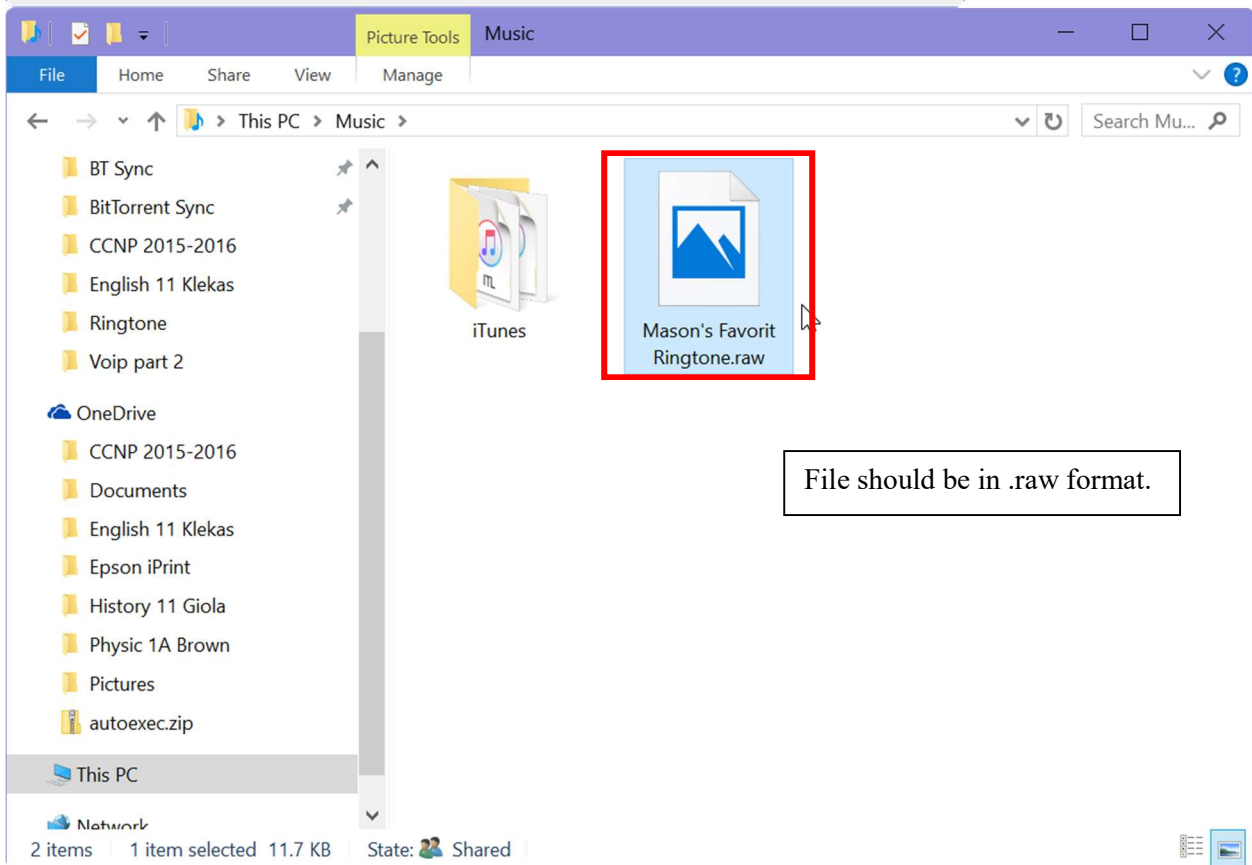 Picture Tools Music
File Home Share View Manage
This PC > Music >
Search Mu...
BT Sync
BitTorrent Sync
CCNP 2015-2016
English 11 Klekas
Ringtone
Voip part 2
OneDrive
CCNP 2015-2016
Documents
English 11 Klekas
Epson iPrint
History 11 Giola
Physic 1A Brown
Pictures
autoexec.zip
This PC
Network
ITL
iTunes
Mason's Favorit
Ringtone.raw
File should be in .raw format.
2 items 1 item selected 11.7 KB State: Shared